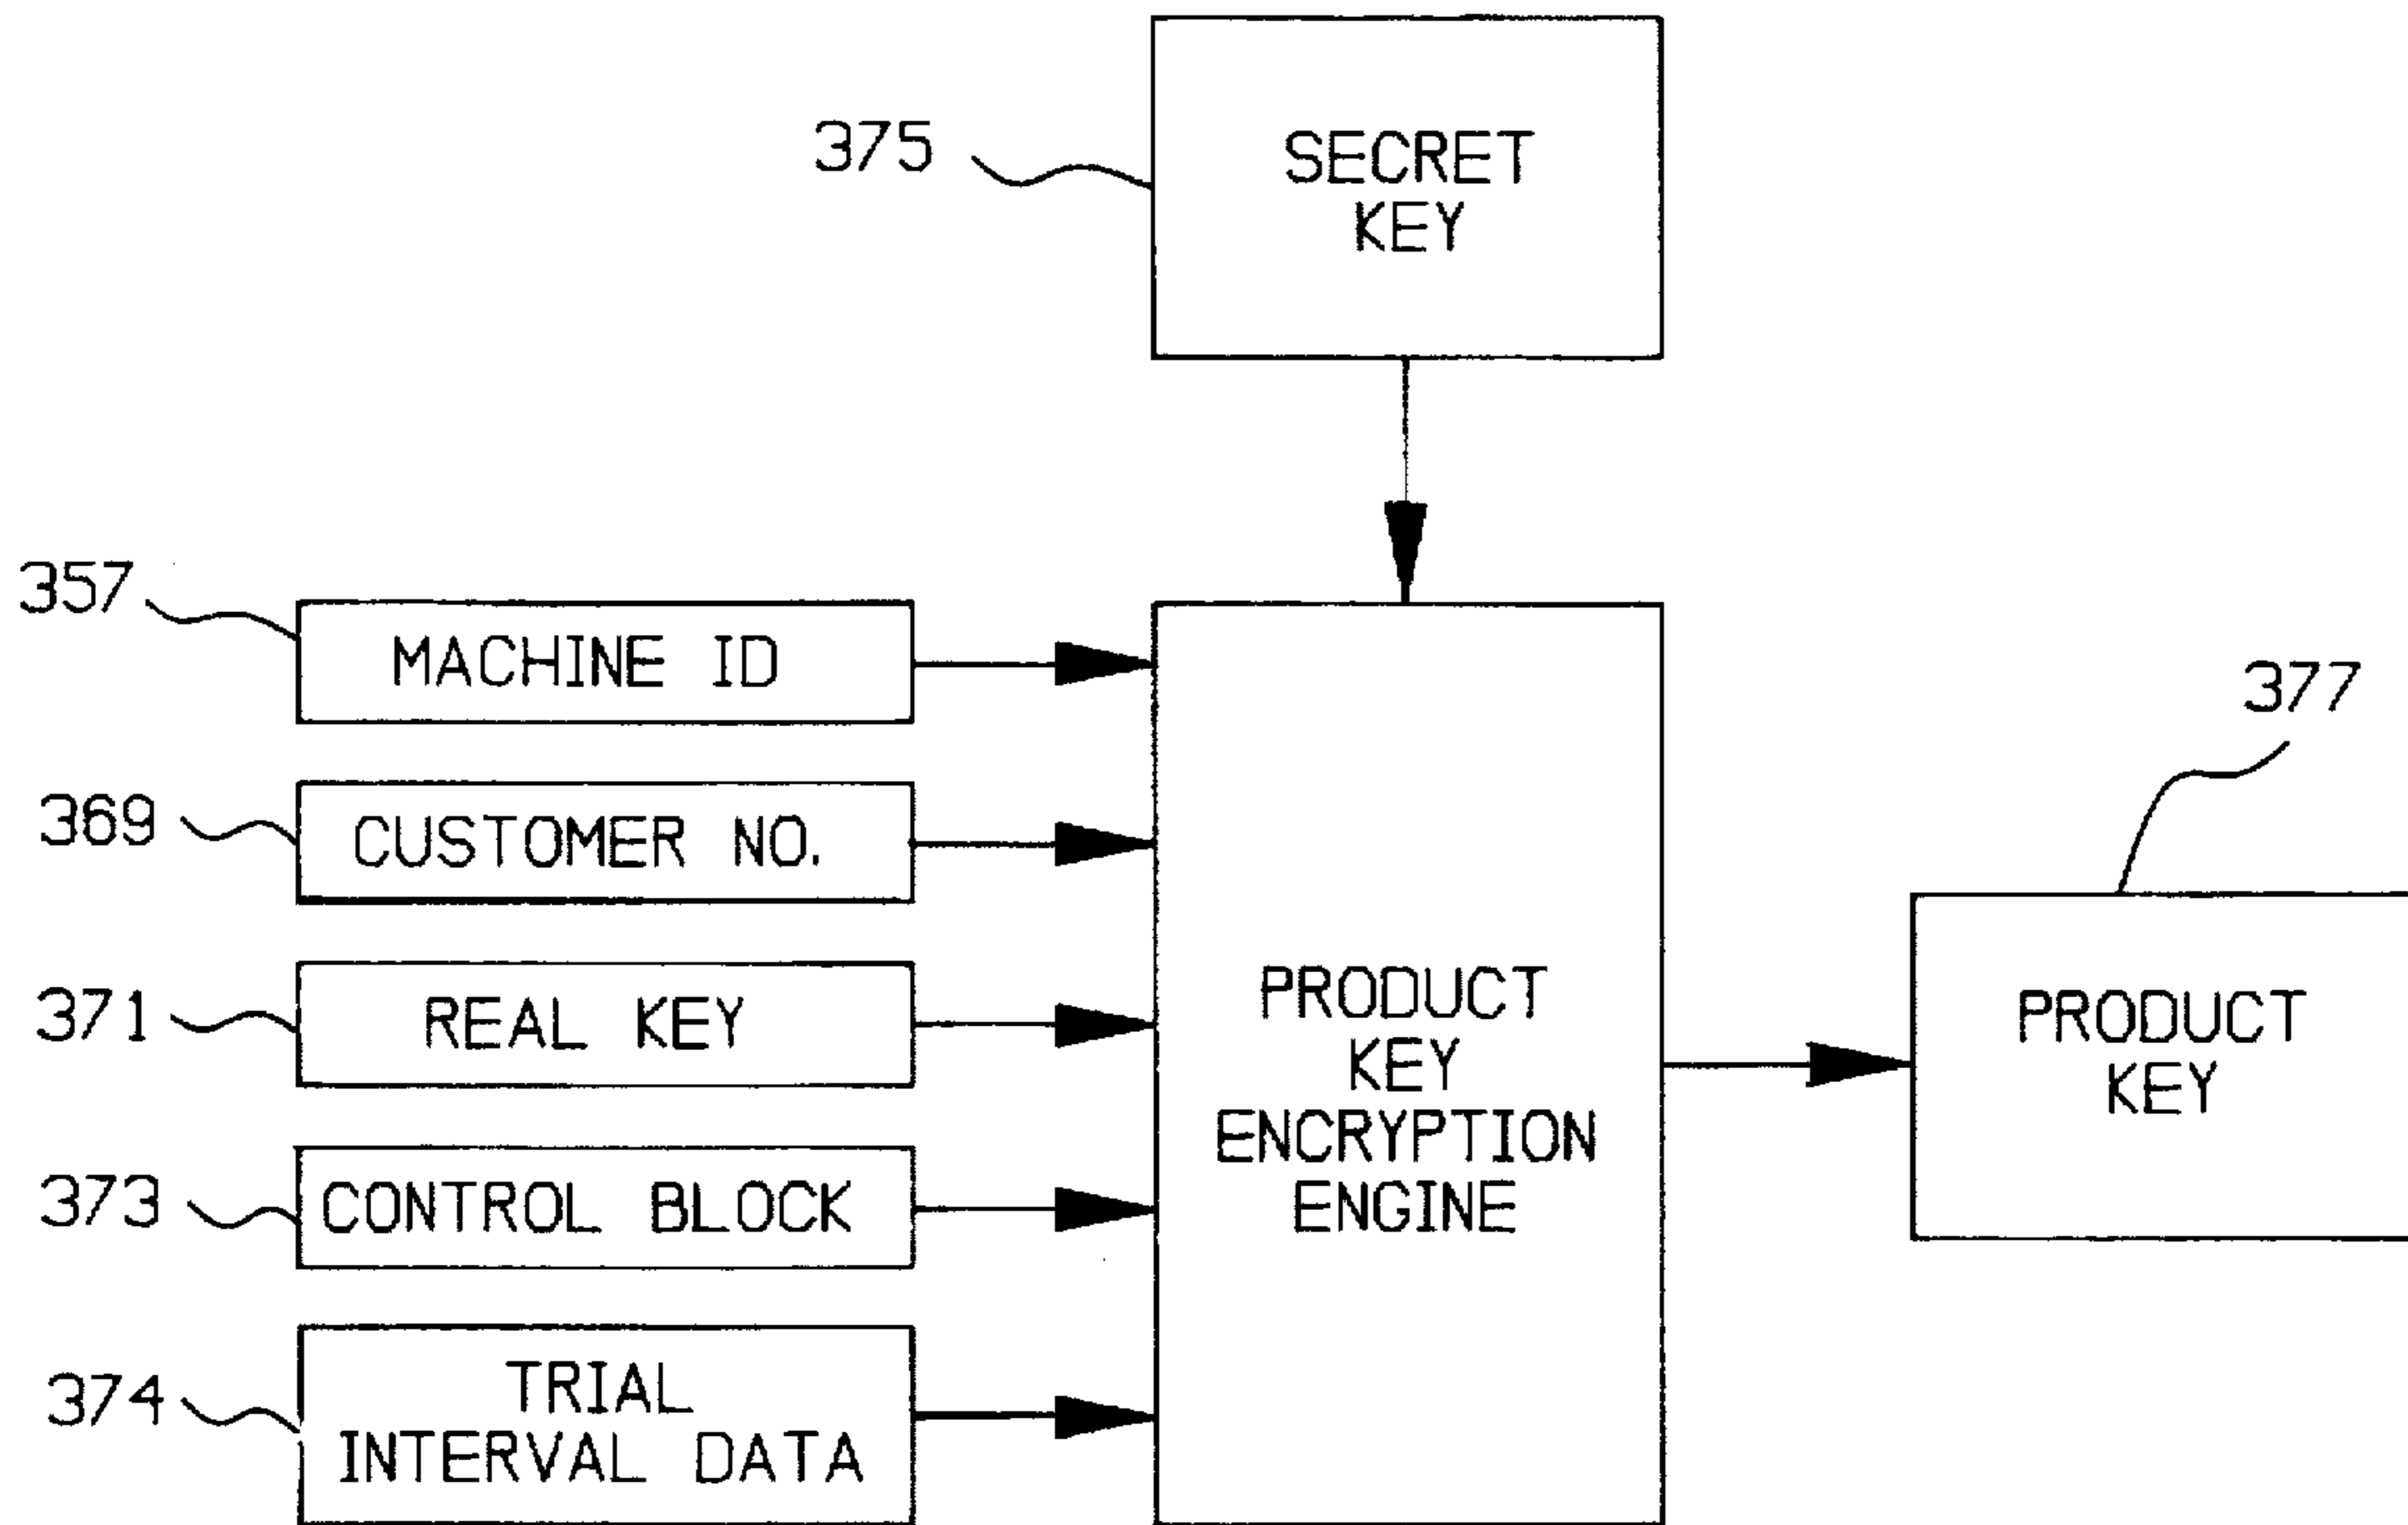 375
SECRET
KEY
357
MACHINE ID
377
369
CUSTOMER NO.
371
REAL KEY
PRODUCT
KEY
ENCRYPTION
ENGINE
PRODUCT
KEY
373
CONTROL BLOCK
374
TRIAL
INTERVAL DATA